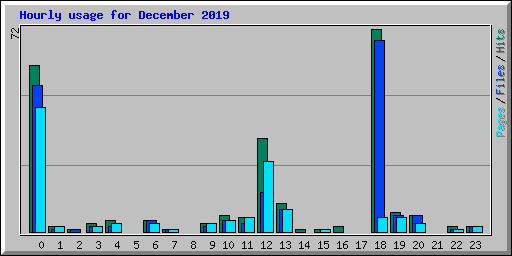 Hourly usage for December 2019
72
Pages/Files/Hits
0 1 2 3 4 5 6 7 8 9 10 11 12 13 14 15 16 17 18 19 20 21 22 23